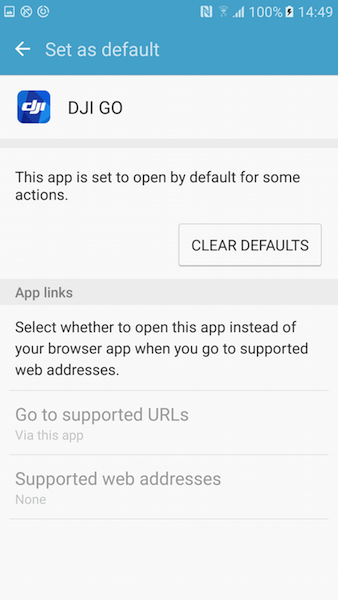 100% 14:49
Set as default
dji DJI GO
This app is set to open by default for some
actions.
CLEAR DEFAULTS
App links
Select whether to open this app instead of
your browser app when you go to supported
web addresses.
Go to supported URLs
Via this app
Supported web addresses
None